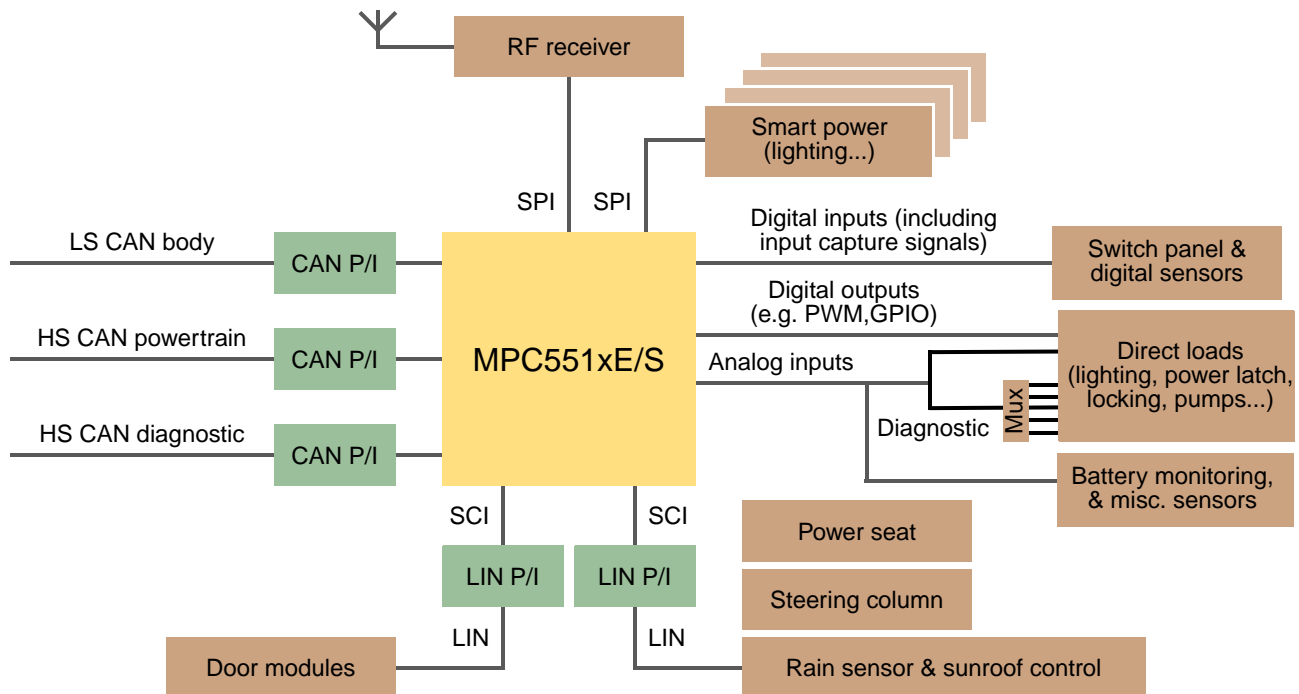 RF receiver
Smart power
(lighting...)
SPI
SPI
Digital inputs (including
input capture signals)
LS CAN body
CAN P/I
Switch panel &
digital sensors
Digital outputs
(e.g. PWM,GPIO)
HS CAN powertrain
CAN P/I
MPC551xE/S
Analog inputs
Direct loads
(lighting, power latch,
locking, pumps...)
Mux
Diagnostic
HS CAN diagnostic
CAN P/I
Battery monitoring,
& misc. sensors
SCI
SCI
Power seat
LIN P/I
LIN P/I
Steering column
LIN
LIN
Door modules
Rain sensor & sunroof control